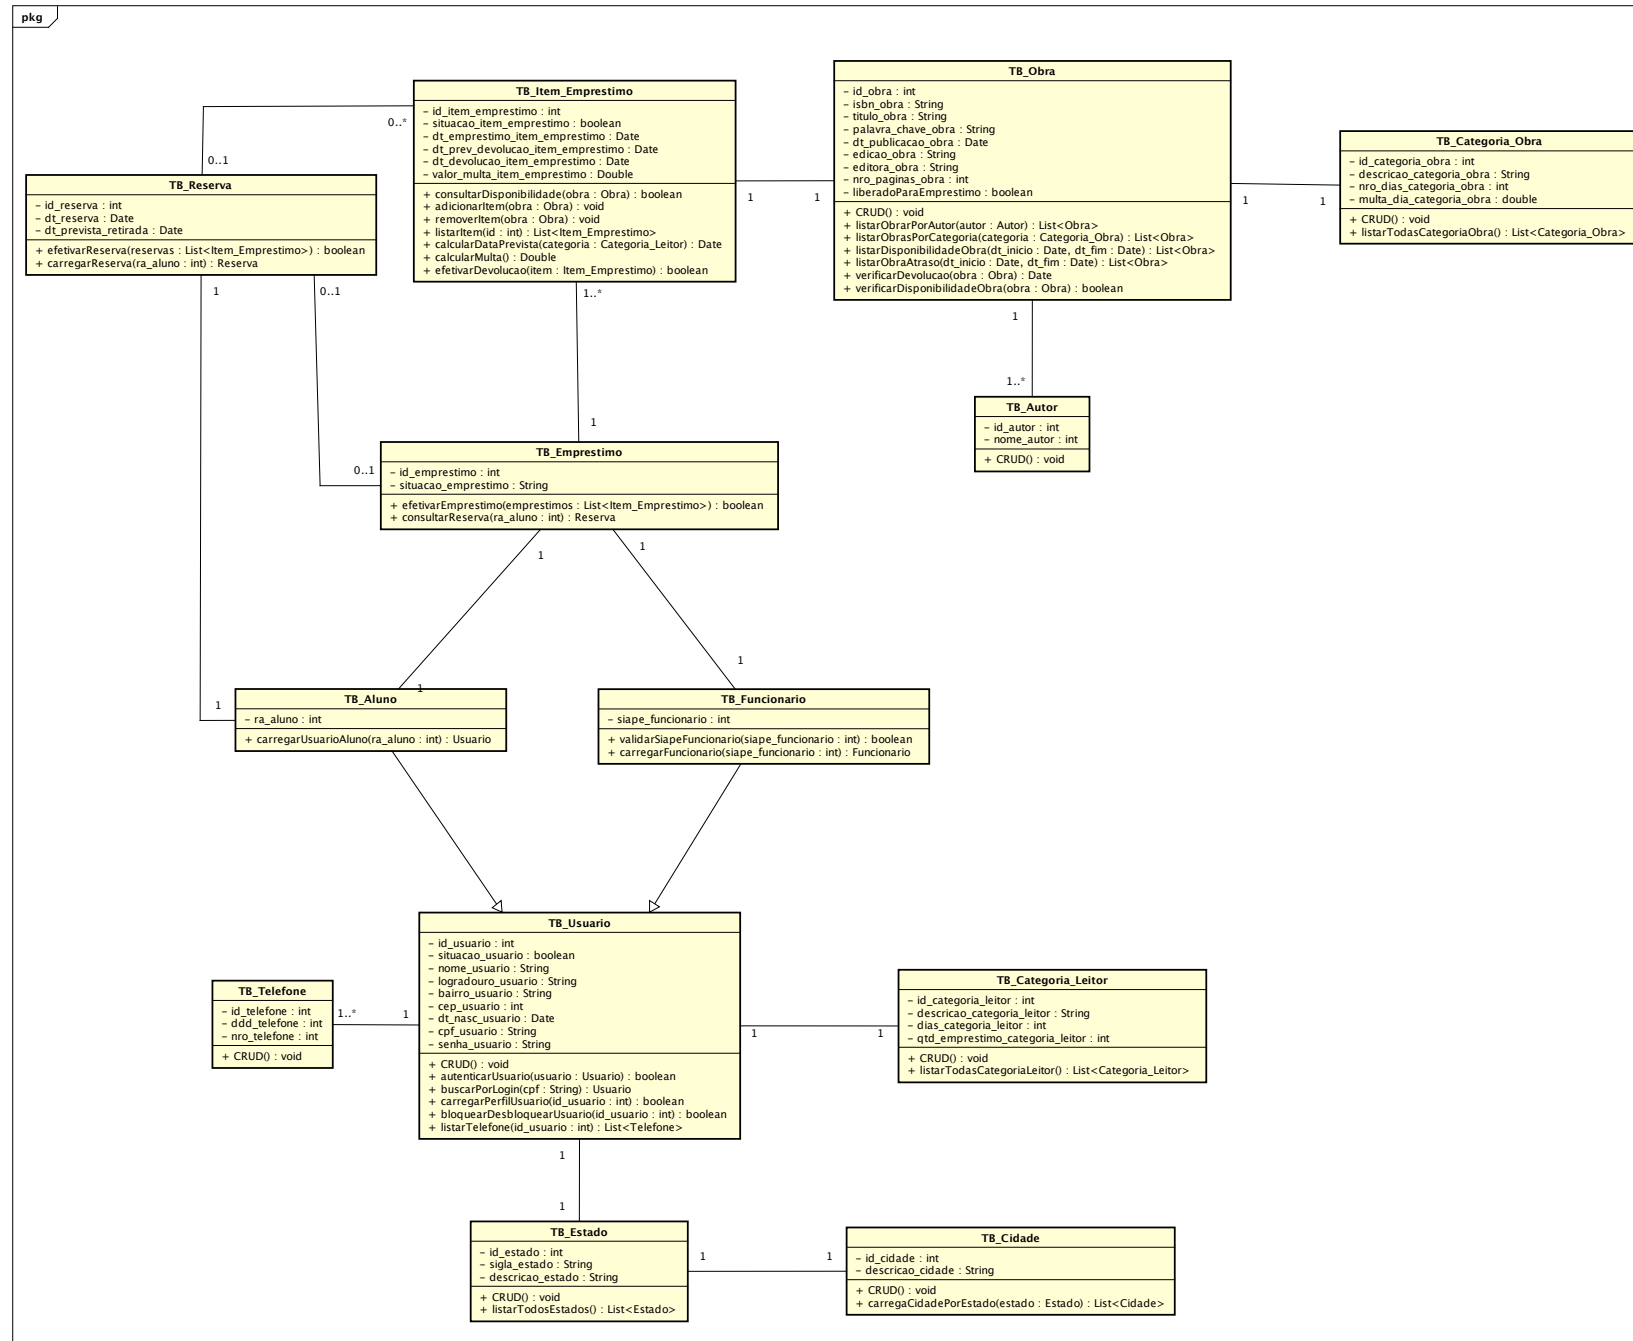 pkg
TB_Item_Emprestimo
– id_item_emprestimo : int
– situacao_item_emprestimo : boolean
– dt_emprestimo_item_emprestimo : Date
– dt_prev_devolucao_item_emprestimo : Date
– dt_devolucao_item_emprestimo : Date
– valor_multa_item_emprestimo : Double
+ consultarDisponibilidade(obra : Obra) : boolean
+ adicionarItem(obra : Obra) : void
+ removerItem(obra : Obra) : void
+ listarItem(id : int) : List<Item_Emprestimo>
+ calcularDataPrevista(categoria : Categoria_Leitor) : Date
+ calcularMulta() : Double
+ efetivarDevolucao(item : Item_Emprestimo) : boolean
TB_Obra
– id_obra : int
– isbn_obra : String
– titulo_obra : String
– palavra_chave_obra : String
– dt_publicacao_obra : Date
– edicao_obra : String
– editora_obra : String
– nro_paginas_obra : int
– liberadoParaEmprestimo : boolean
+ CRUD() : void
+ listarObrarPorAutor(autor : Autor) : List<Obra>
+ listarObrasPorCategoria(categoria : Categoria_Obra) : List<Obra>
+ listarDisponibilidadeObra(dt_inicio : Date, dt_fim : Date) : List<Obra>
+ listarObraAtraso(dt_inicio : Date, dt_fim : Date) : List<Obra>
+ verificarDevolucao(obra : Obra) : Date
+ verificarDisponibilidadeObra(obra : Obra) : boolean
TB_Categoria_Obra
– id_categoria_obra : int
– descricao_categoria_obra : String
– nro_dias_categoria_obra : int
– multa_dia_categoria_obra : double
+ CRUD() : void
+ listarTodasCategoriaObra() : List<Categoria_Obra>
0..*
0..1
1
1
1
1
TB_Reserva
– id_reserva : int
– dt_reserva : Date
– dt_prevista_retirada : Date
+ efetivarReserva(reservas : List<Item_Emprestimo>) : boolean
+ carregarReserva(ra_aluno : int) : Reserva
1
0..1
1..*
1
1..*
TB_Autor
– id_autor : int
– nome_autor : int
+ CRUD() : void
1
0..1
TB_Emprestimo
– id_emprestimo : int
– situacao_emprestimo : String
+ efetivarEmprestimo(emprestimos : List<Item_Emprestimo>) : boolean
+ consultarReserva(ra_aluno : int) : Reserva
1
1
1
1
1
TB_Aluno
– ra_aluno : int
+ carregarUsuarioAluno(ra_aluno : int) : Usuario
TB_Funcionario
– siape_funcionario : int
+ validarSiapeFuncionario(siape_funcionario : int) : boolean
+ carregarFuncionario(siape_funcionario : int) : Funcionario
TB_Usuario
– id_usuario : int
– situacao_usuario : boolean
– nome_usuario : String
– logradouro_usuario : String
– bairro_usuario : String
– cep_usuario : int
– dt_nasc_usuario : Date
– cpf_usuario : String
– senha_usuario : String
+ CRUD() : void
+ autenticarUsuario(usuario : Usuario) : boolean
+ buscarPorLogin(cpf : String) : Usuario
+ carregarPerfilUsuario(id_usuario : int) : boolean
+ bloquearDesbloquearUsuario(id_usuario : int) : boolean
+ listarTelefone(id_usuario : int) : List<Telefone>
TB_Telefone
– id_telefone : int
– ddd_telefone : int
– nro_telefone : int
+ CRUD() : void
1..*
1
1
1
TB_Categoria_Leitor
– id_categoria_leitor : int
– descricao_categoria_leitor : String
– dias_categoria_leitor : int
– qtd_emprestimo_categoria_leitor : int
+ CRUD() : void
+ listarTodasCategoriaLeitor() : List<Categoria_Leitor>
1
1
TB_Estado
– id_estado : int
– sigla_estado : String
– descricao_estado : String
+ CRUD() : void
+ listarTodosEstados() : List<Estado>
1
1
TB_Cidade
– id_cidade : int
– descricao_cidade : String
+ CRUD() : void
+ carregaCidadePorEstado(estado : Estado) : List<Cidade>